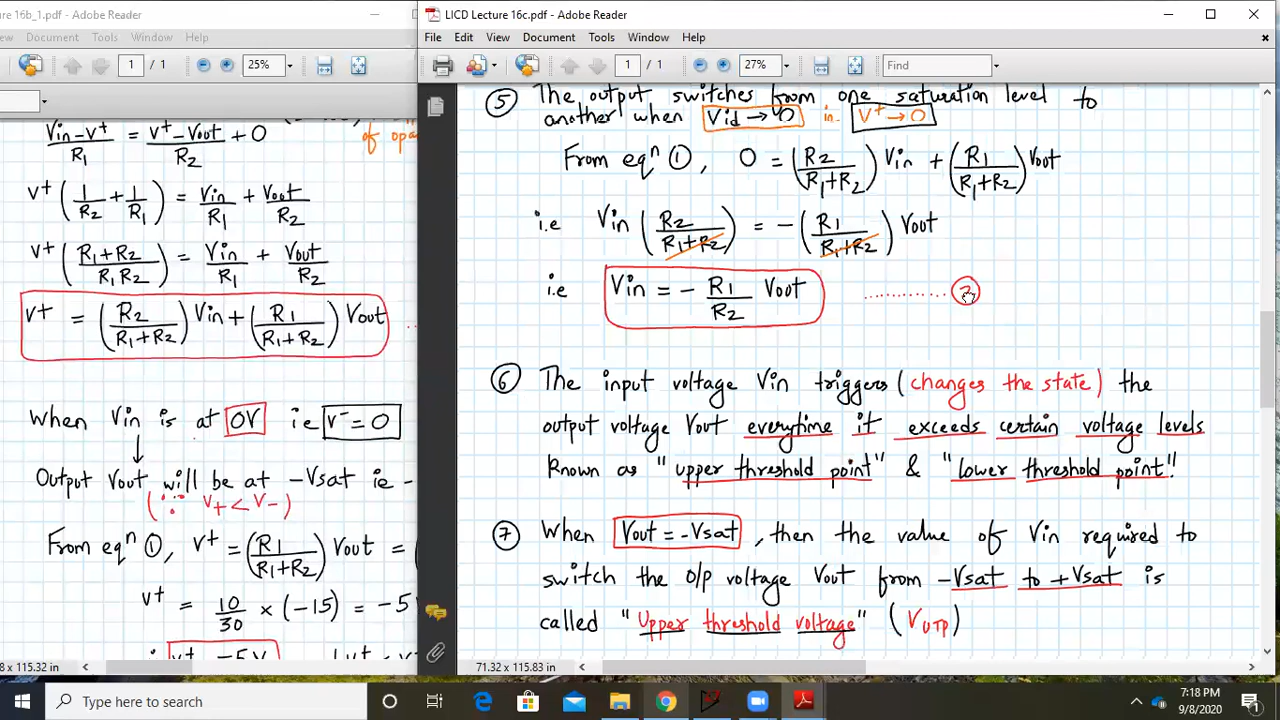 re 16b_1.pdf - Adobe Reader
ew Document Tools Window Help
1 / 1 25%
Vin-V+/R1 = V+-Vout/R2 + 0
of opa
V+ (1/R2 + 1/R1) = Vin/R1 + Vout/R2
V+ (R1+R2/R1R2) = Vin/R1 + Vout/R2
V+ = (R2/R1+R2) Vin + (R1/R1+R2) Vout
When Vin is at 0V ie V- = 0
Output Vout will be at -Vsat ie -
(∵ V+ < V-)
From eqn ①, V+ = (R1/R1+R2) Vout =
V+ = 10/30 × (-15) = -5
8 x 115.32 in
LICD Lecture 16c.pdf - Adobe Reader
File Edit View Document Tools Window Help
1 / 1 27% Find
⑤ The output switches from one saturation level to
another when Vid → 0 in V+ → 0
From eqn ①, 0 = (R2/R1+R2) Vin + (R1/R1+R2) Vout
i.e Vin (R2/R1+R2) = - (R1/R1+R2) Vout
i.e Vin = - R1/R2 Vout
⑥ The input voltage Vin triggers (changes the state) the
output voltage Vout everytime it exceeds certain voltage levels
Known as "upper threshold point" & "lower threshold point"!
⑦ When Vout = -Vsat, then the value of Vin required to
switch the o/p voltage Vout from -Vsat to +Vsat is
called "Upper threshold voltage" (VUTP)
71.32 x 115.83 in
Type here to search
7:18 PM
9/8/2020